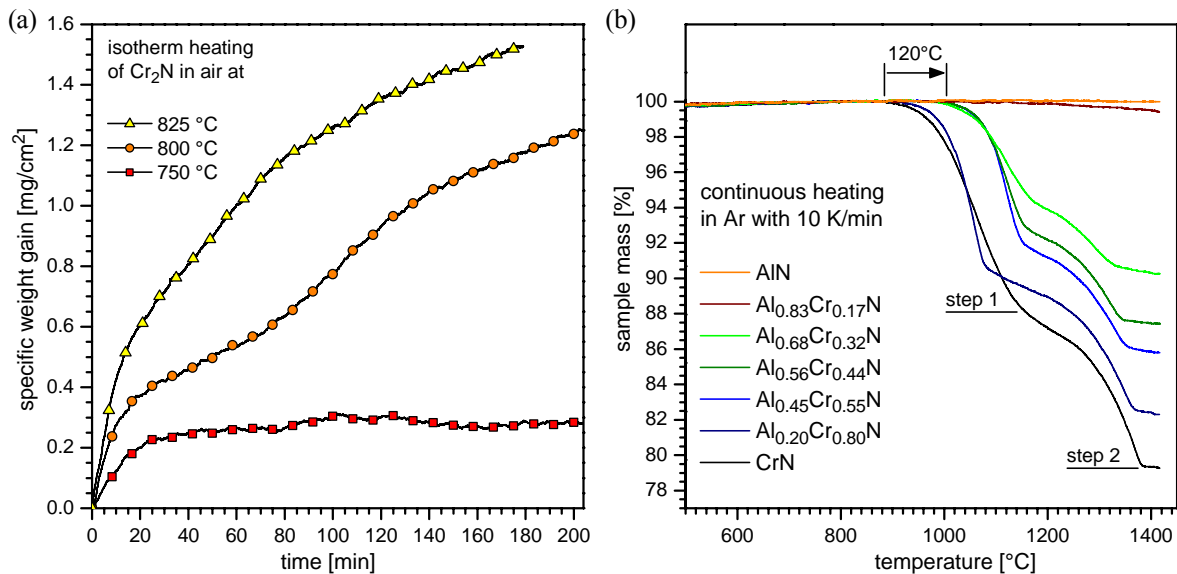 (a)
1.6
1.4
1.2
1.0
0.8
0.6
0.4
0.2
0.0
specific weight gain [mg/cm2]
isotherm heating
of Cr2N in air at
825 °C
800 °C
750 °C
0 20 40 60 80 100 120 140 160 180 200
time [min]
(b)
120°C
100
98
96
94
92
90
88
86
84
82
80
78
sample mass [%]
continuous heating
in Ar with 10 K/min
AlN
Al0.83Cr0.17N
Al0.68Cr0.32N
Al0.56Cr0.44N
Al0.45Cr0.55N
Al0.20Cr0.80N
CrN
step 1
step 2
600 800 1000 1200 1400
temperature [°C]